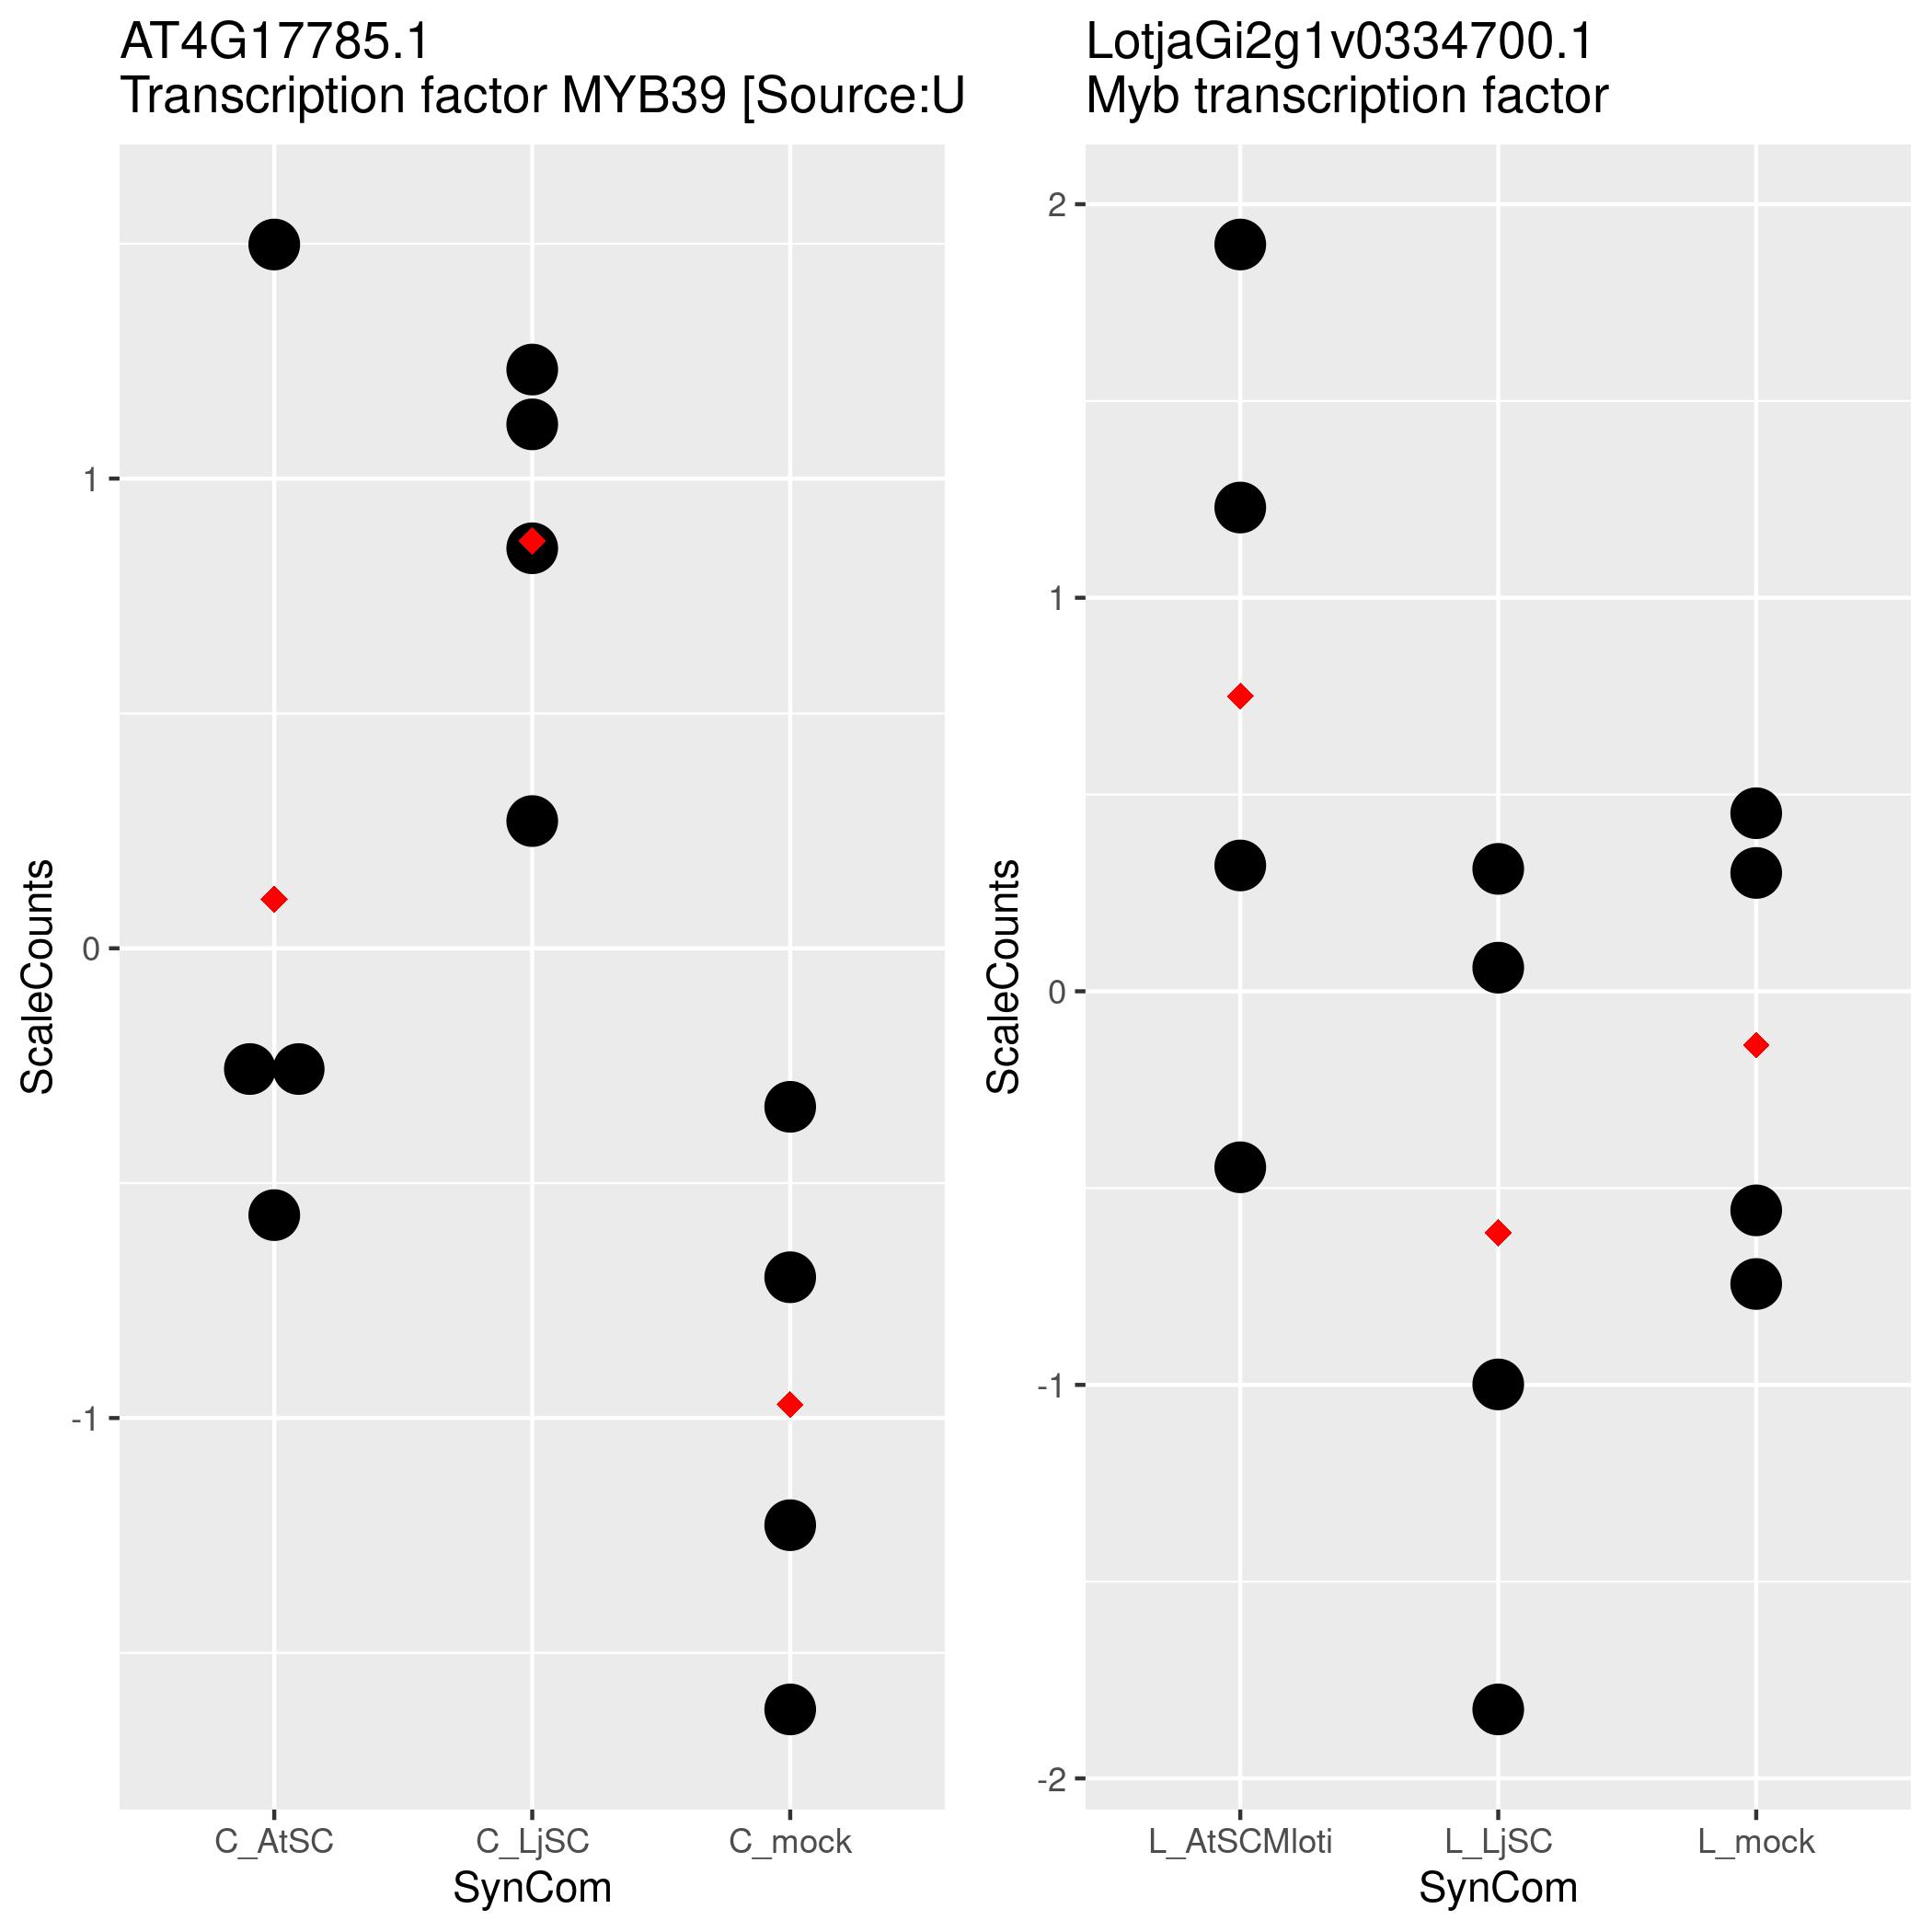 AT4G17785.1
Transcription factor MYB39 [Source:U
ScaleCounts
1
0
-1
C_AtSC
C_LjSC
C_mock
SynCom
LotjaGi2g1v0334700.1
Myb transcription factor
ScaleCounts
2
1
0
-1
-2
L_AtSCMloti
L_LjSC
L_mock
SynCom